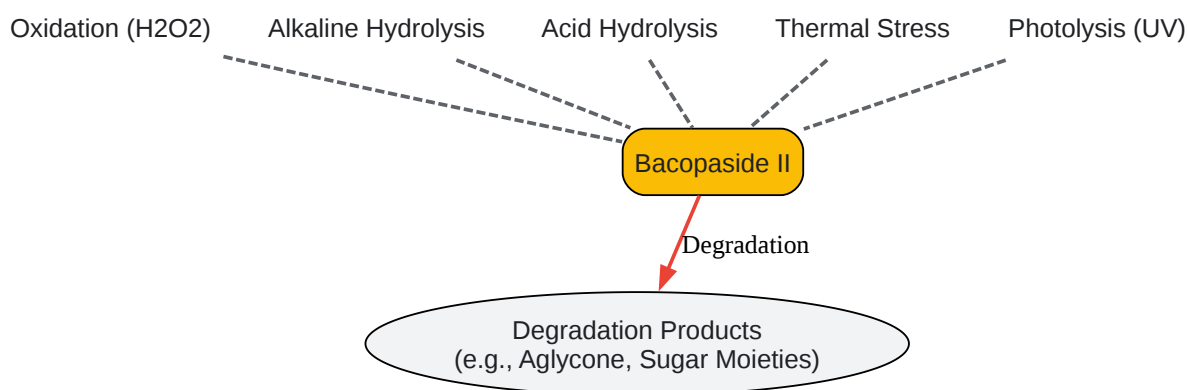 Oxidation (H2O2)
Alkaline Hydrolysis
Acid Hydrolysis
Thermal Stress
Photolysis (UV)
Bacopaside II
Degradation
Degradation Products
(e.g., Aglycone, Sugar Moieties)